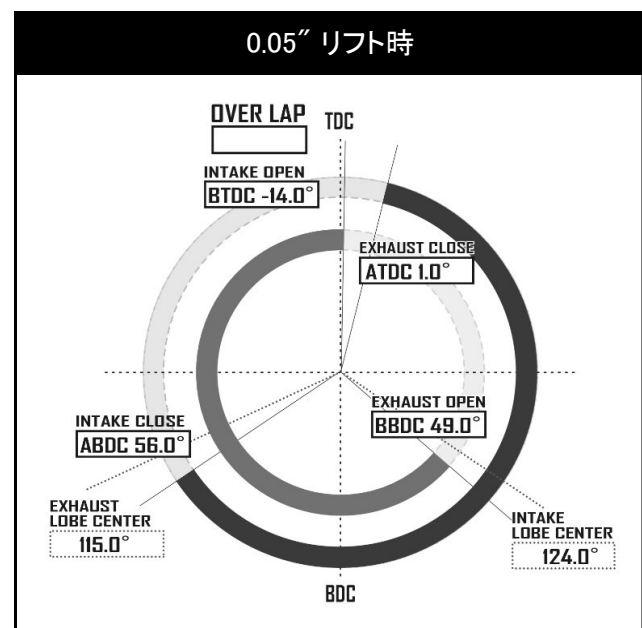 0.05″ リフト時
OVER LAP
TDC
INTAKE OPEN
BTDC -14.0°
EXHAUST CLOSE
ATDC 1.0°
INTAKE CLOSE
ABDC 56.0°
EXHAUST OPEN
BBDC 49.0°
EXHAUST
LOBE CENTER
115.0°
INTAKE
LOBE CENTER
124.0°
BDC